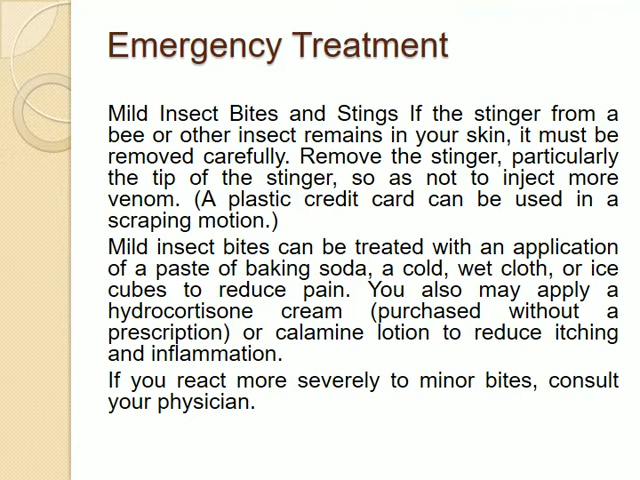 Emergency Treatment
Mild Insect Bites and Stings If the stinger from a
bee or other insect remains in your skin, it must be
removed carefully. Remove the stinger, particularly
the tip of the stinger, so as not to inject more
venom. (A plastic credit card can be used in a
scraping motion.)
Mild insect bites can be treated with an application
of a paste of baking soda, a cold, wet cloth, or ice
cubes to reduce pain. You also may apply a
hydrocortisone cream (purchased without a
prescription) or calamine lotion to reduce itching
and inflammation.
If you react more severely to minor bites, consult
your physician.